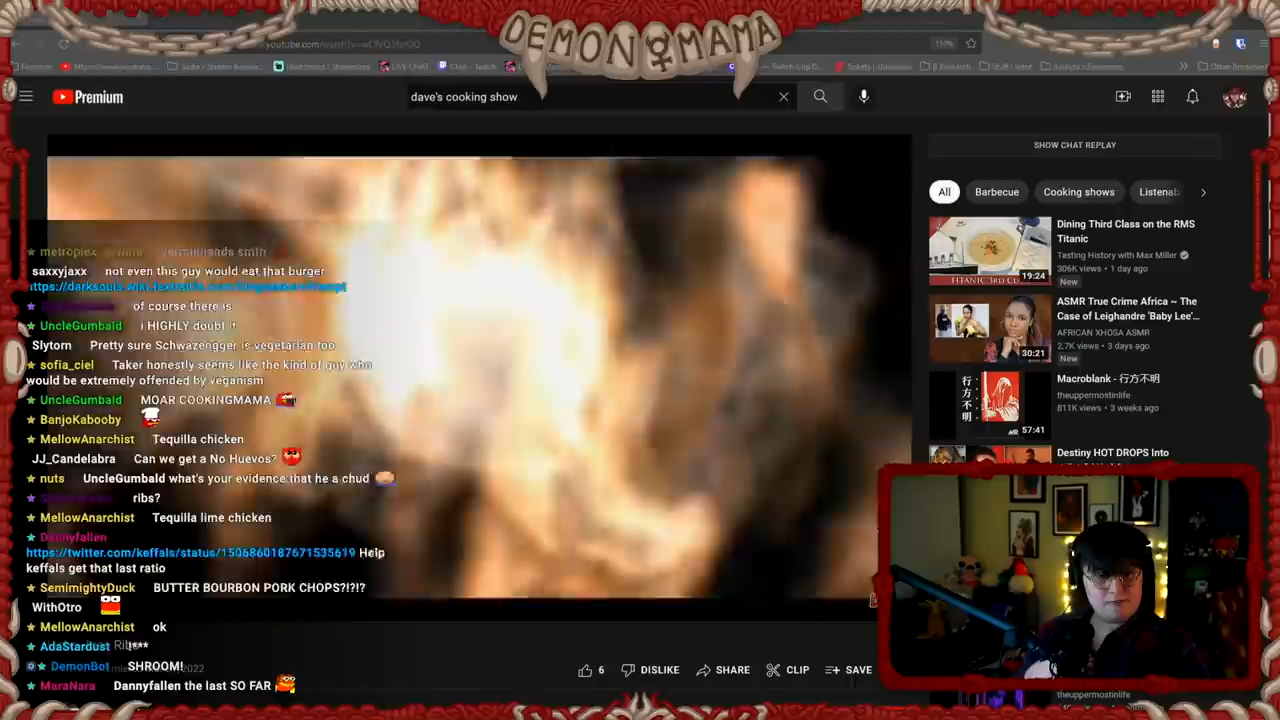 DEMON MAMA
110%
Premium
dave's cooking show
SHOW CHAT REPLAY
All
Barbecue
Cooking shows
Listenab
Dining Third Class on the RMS
Titanic
Tasting History with Max Miller
306K views • 1 day ago
New
19:24
ASMR True Crime Africa ~ The
Case of Leighandre 'Baby Lee'...
AFRICAN XHOSA ASMR
2.7K views • 3 days ago
New
30:21
Macroblank - 行方不明
theuppermostinlife
811K views • 3 weeks ago
行方不明
57:41
Destiny HOT DROPS Into
theuppermostinlife
saxxyjaxx not even this guy would eat that burger
of course there is
UncleGumbald i HIGHLY doubt it
Slytorn Pretty sure Schwazengger is vegetarian too
sofia_ciel Taker honestly seems like the kind of guy who
would be extremely offended by veganism
UncleGumbald MOAR COOKINGMAMA
BanjoKabooby
MellowAnarchist Tequilla chicken
JJ_Candelabra Can we get a No Huevos?
nuts UncleGumbald what's your evidence that he a chud
ribs?
MellowAnarchist Tequilla lime chicken
Dannyfallen
https://twitter.com/keffals/status/1506860187671535619 Help
keffals get that last ratio
SemimightyDuck BUTTER BOURBON PORK CHOPS?!?!?
WithOtro
MellowAnarchist ok
AdaStardust !***
DemonBot SHROOM!
2022
MaraNara Dannyfallen the last SO FAR
6
DISLIKE
SHARE
CLIP
SAVE